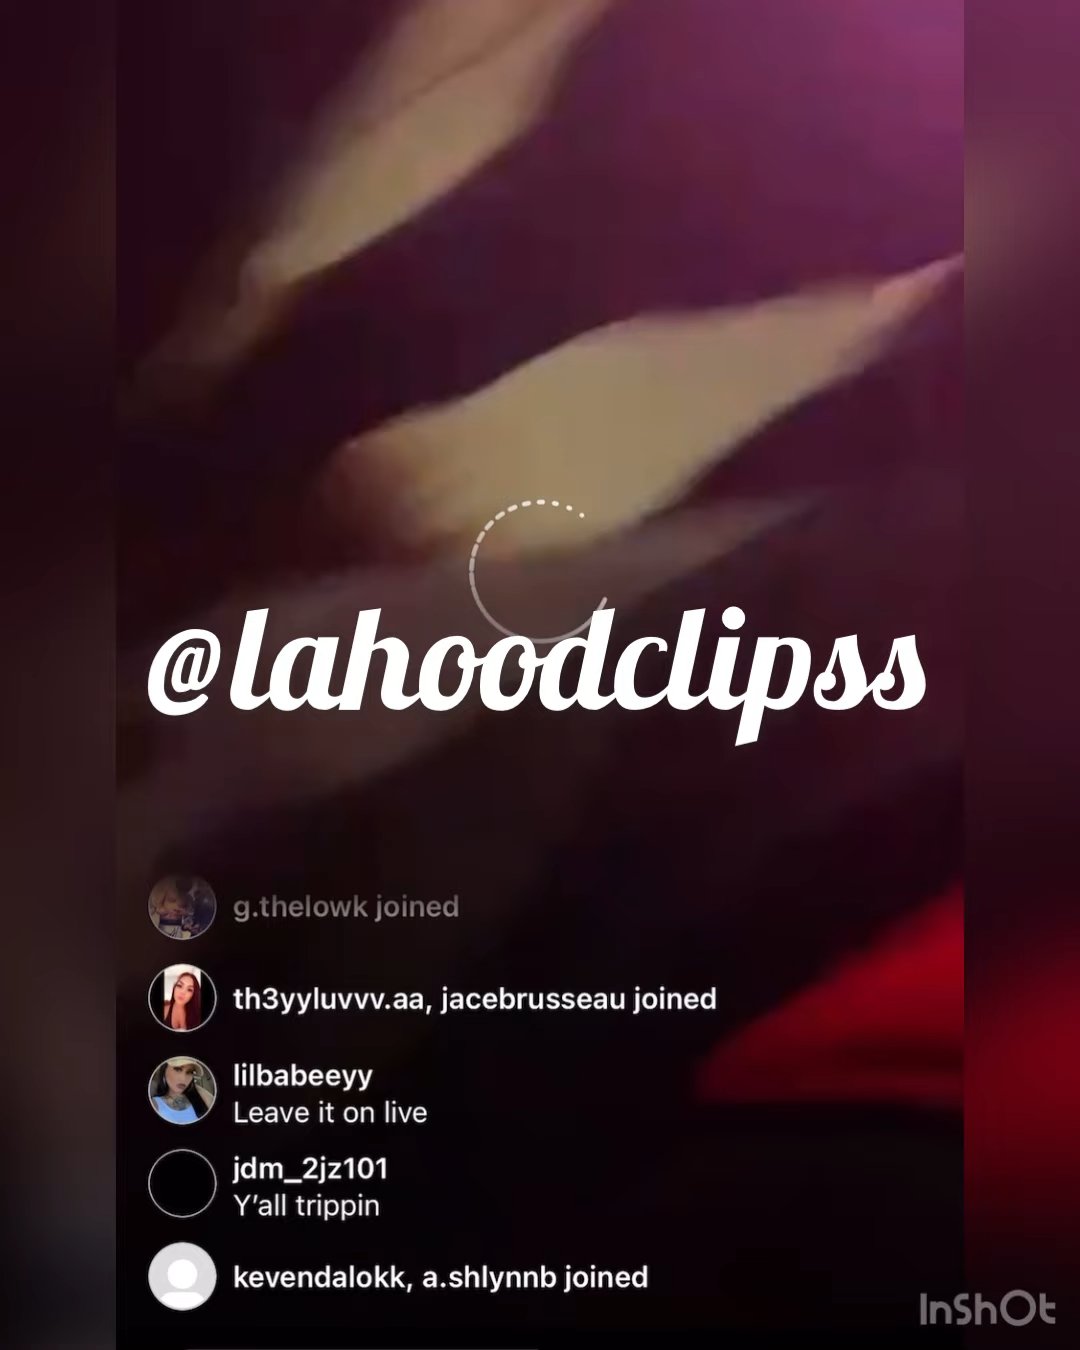 @lahoodclipss
g.thelowk joined
th3yyluvvv.aa, jacebrusseau joined
lilbabeeyy
Leave it on live
jdm_2jz101
Y’all trippin
kevendalokk, a.shlynnb joined
InShOt